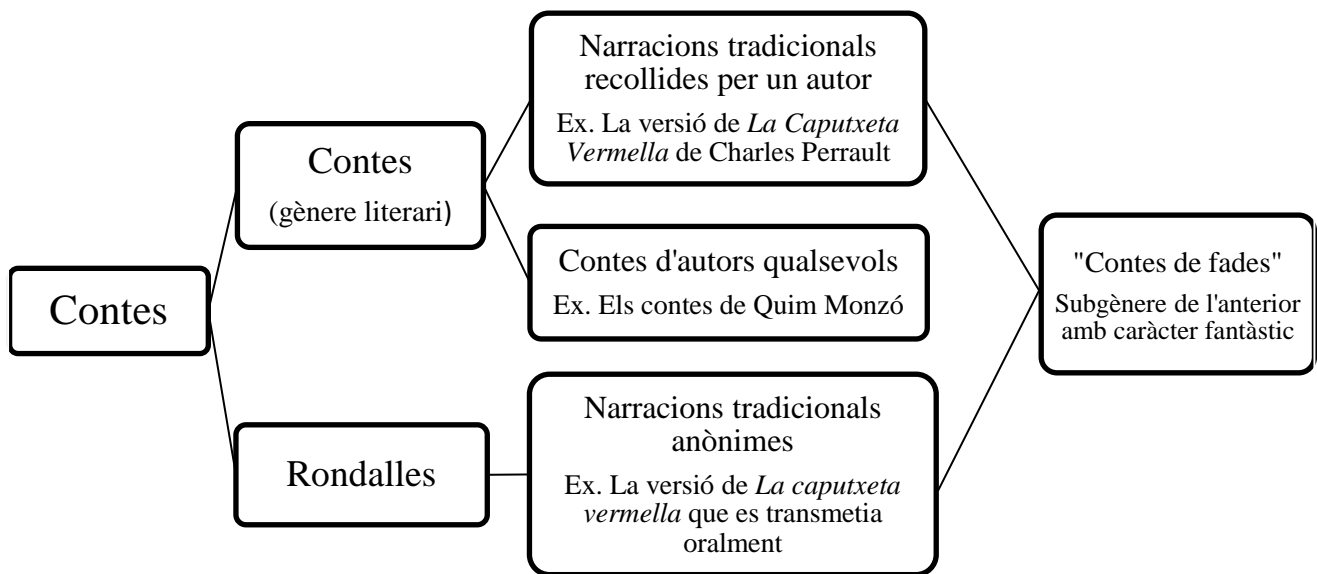 Contes
Contes
(gènere literari)
Rondalles
Narracions tradicionals
recollides per un autor
Ex. La versió de La Caputxeta
Vermella de Charles Perrault
Contes d'autors qualsevols
Ex. Els contes de Quim Monzó
Narracions tradicionals
anònimes
Ex. La versió de La caputxeta
vermella que es transmetia
oralment
"Contes de fades"
Subgènere de l'anterior
amb caràcter fantàstic